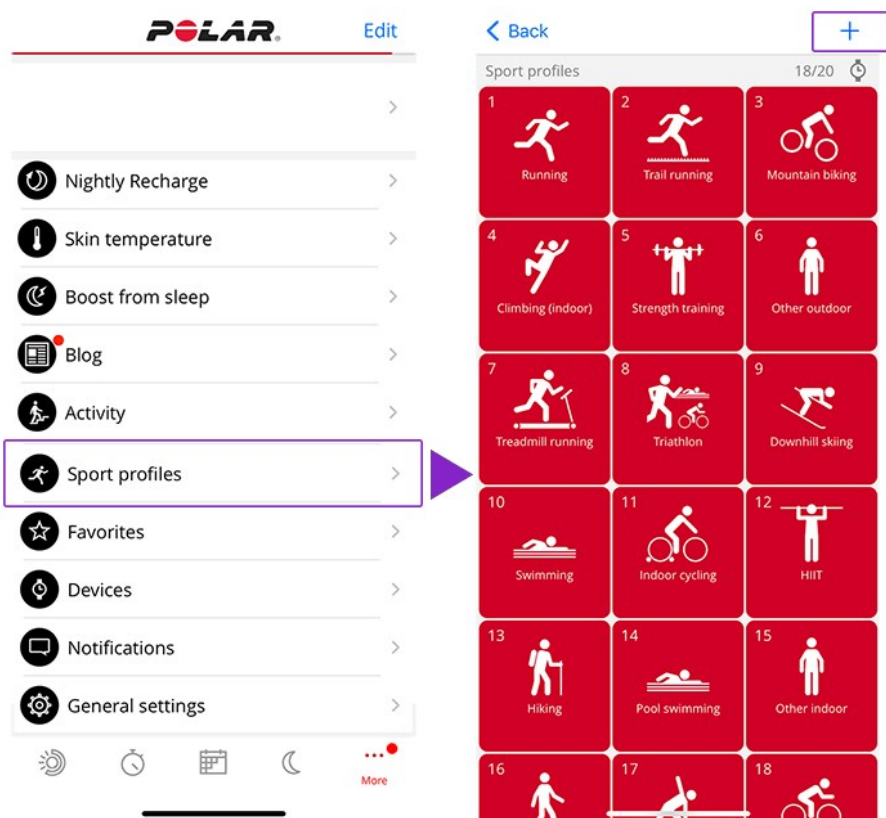 POLAR.
Edit
Nightly Recharge
Skin temperature
Boost from sleep
Blog
Activity
Sport profiles
Favorites
Devices
Notifications
General settings
More
Back
+
Sport profiles 18/20
1
Running
2
Trail running
3
Mountain biking
4
Climbing (indoor)
5
Strength training
6
Other outdoor
7
Treadmill running
8
Triathlon
9
Downhill skiing
10
Swimming
11
Indoor cycling
12
HIIT
13
Hiking
14
Pool swimming
15
Other indoor
16
17
18